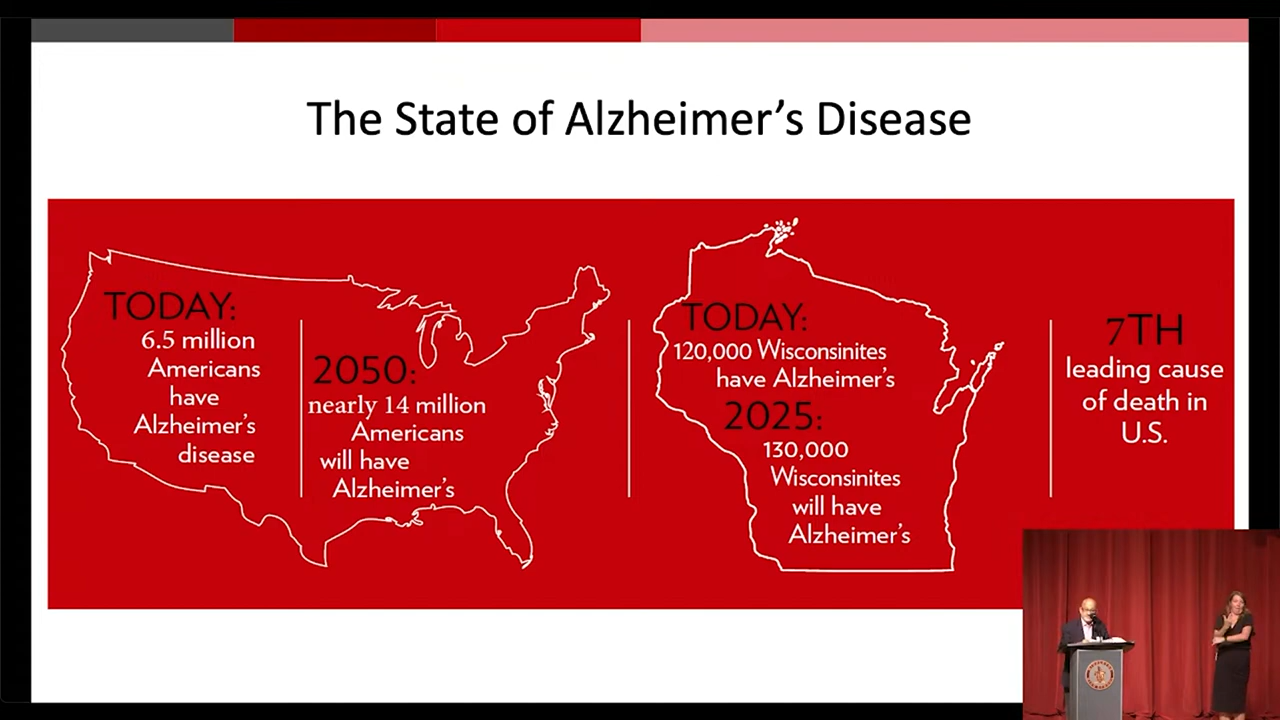 The State of Alzheimer's Disease
TODAY:
6.5 million
Americans
have
Alzheimer's
disease
2050:
nearly 14 million
Americans
will have
Alzheimer's
TODAY:
120,000 Wisconsinites
have Alzheimer's
2025:
130,000
Wisconsinites
will have
Alzheimer's
7TH
leading cause
of death in
U.S.